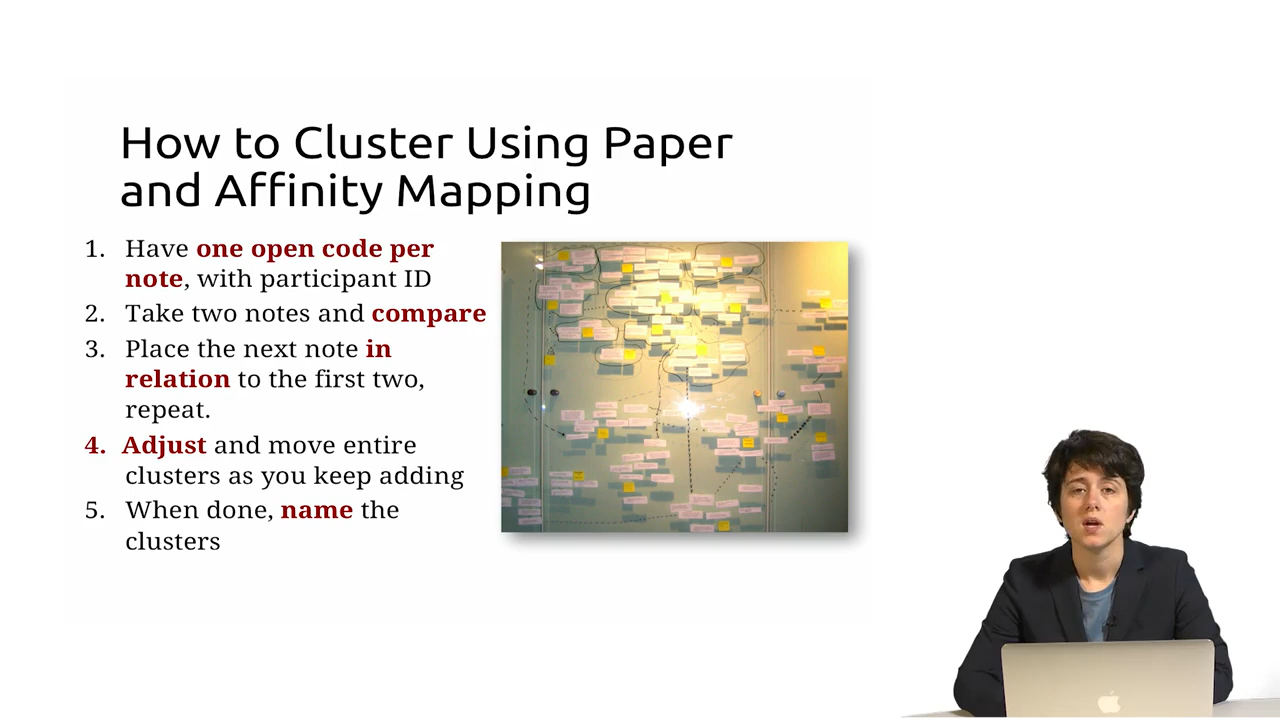 How to Cluster Using Paper
and Affinity Mapping
1. Have one open code per
note, with participant ID
2. Take two notes and compare
3. Place the next note in
relation to the first two,
repeat.
4. Adjust and move entire
clusters as you keep adding
5. When done, name the
clusters